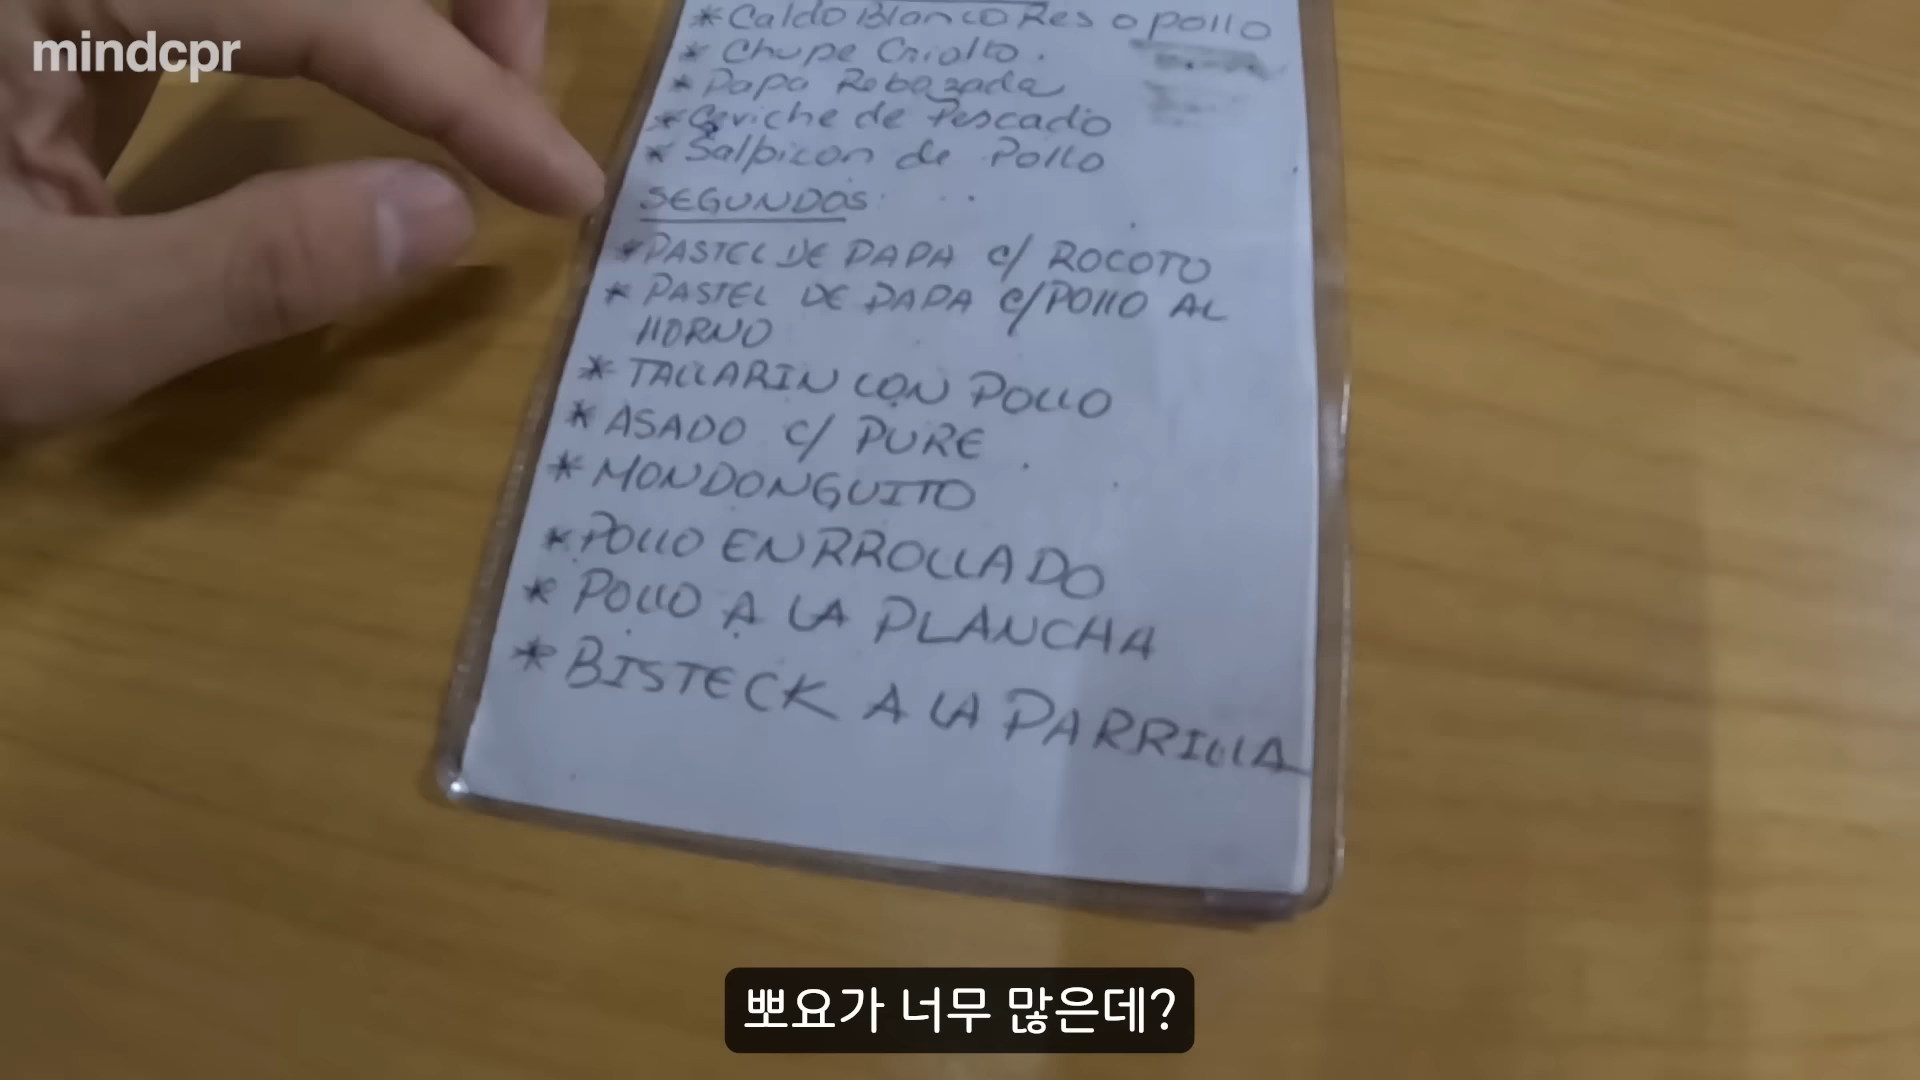 mindcpr
* Caldo Blanco Res o pollo
* Chupe Criollo.
* Papa Rebozada
* Ceviche de Pescado
* Salpicon de Pollo
SEGUNDOS:
* PASTEL DE PAPA c/ ROCOTO
* PASTEL DE PAPA c/POllO AL
HORNO
* TALLARIN CON POLLO
* ASADO c/ PURE.
* MONDONGUITO
* POLLO ENRROLLADO
* POLLO A LA PLANCHA
* BISTECK A LA PARRILLA
뽀요가 너무 많은데?